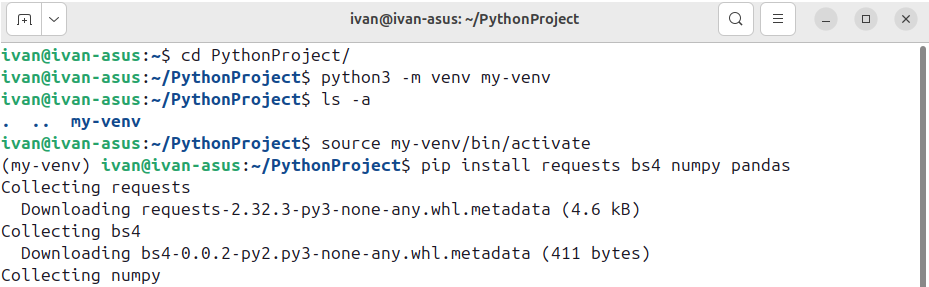 ivan@ivan-asus: ~/PythonProject
ivan@ivan-asus:~$ cd PythonProject/
ivan@ivan-asus:~/PythonProject$ python3 -m venv my-venv
ivan@ivan-asus:~/PythonProject$ ls -a
.  ..  my-venv
ivan@ivan-asus:~/PythonProject$ source my-venv/bin/activate
(my-venv) ivan@ivan-asus:~/PythonProject$ pip install requests bs4 numpy pandas
Collecting requests
  Downloading requests-2.32.3-py3-none-any.whl.metadata (4.6 kB)
Collecting bs4
  Downloading bs4-0.0.2-py2.py3-none-any.whl.metadata (411 bytes)
Collecting numpy